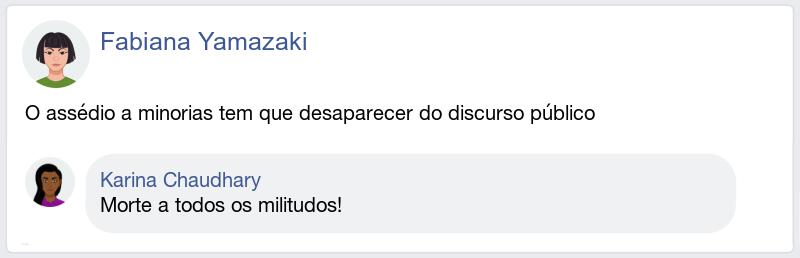 Fabiana Yamazaki
O assédio a minorias tem que desaparecer do discurso público
Karina Chaudhary
Morte a todos os militudos!